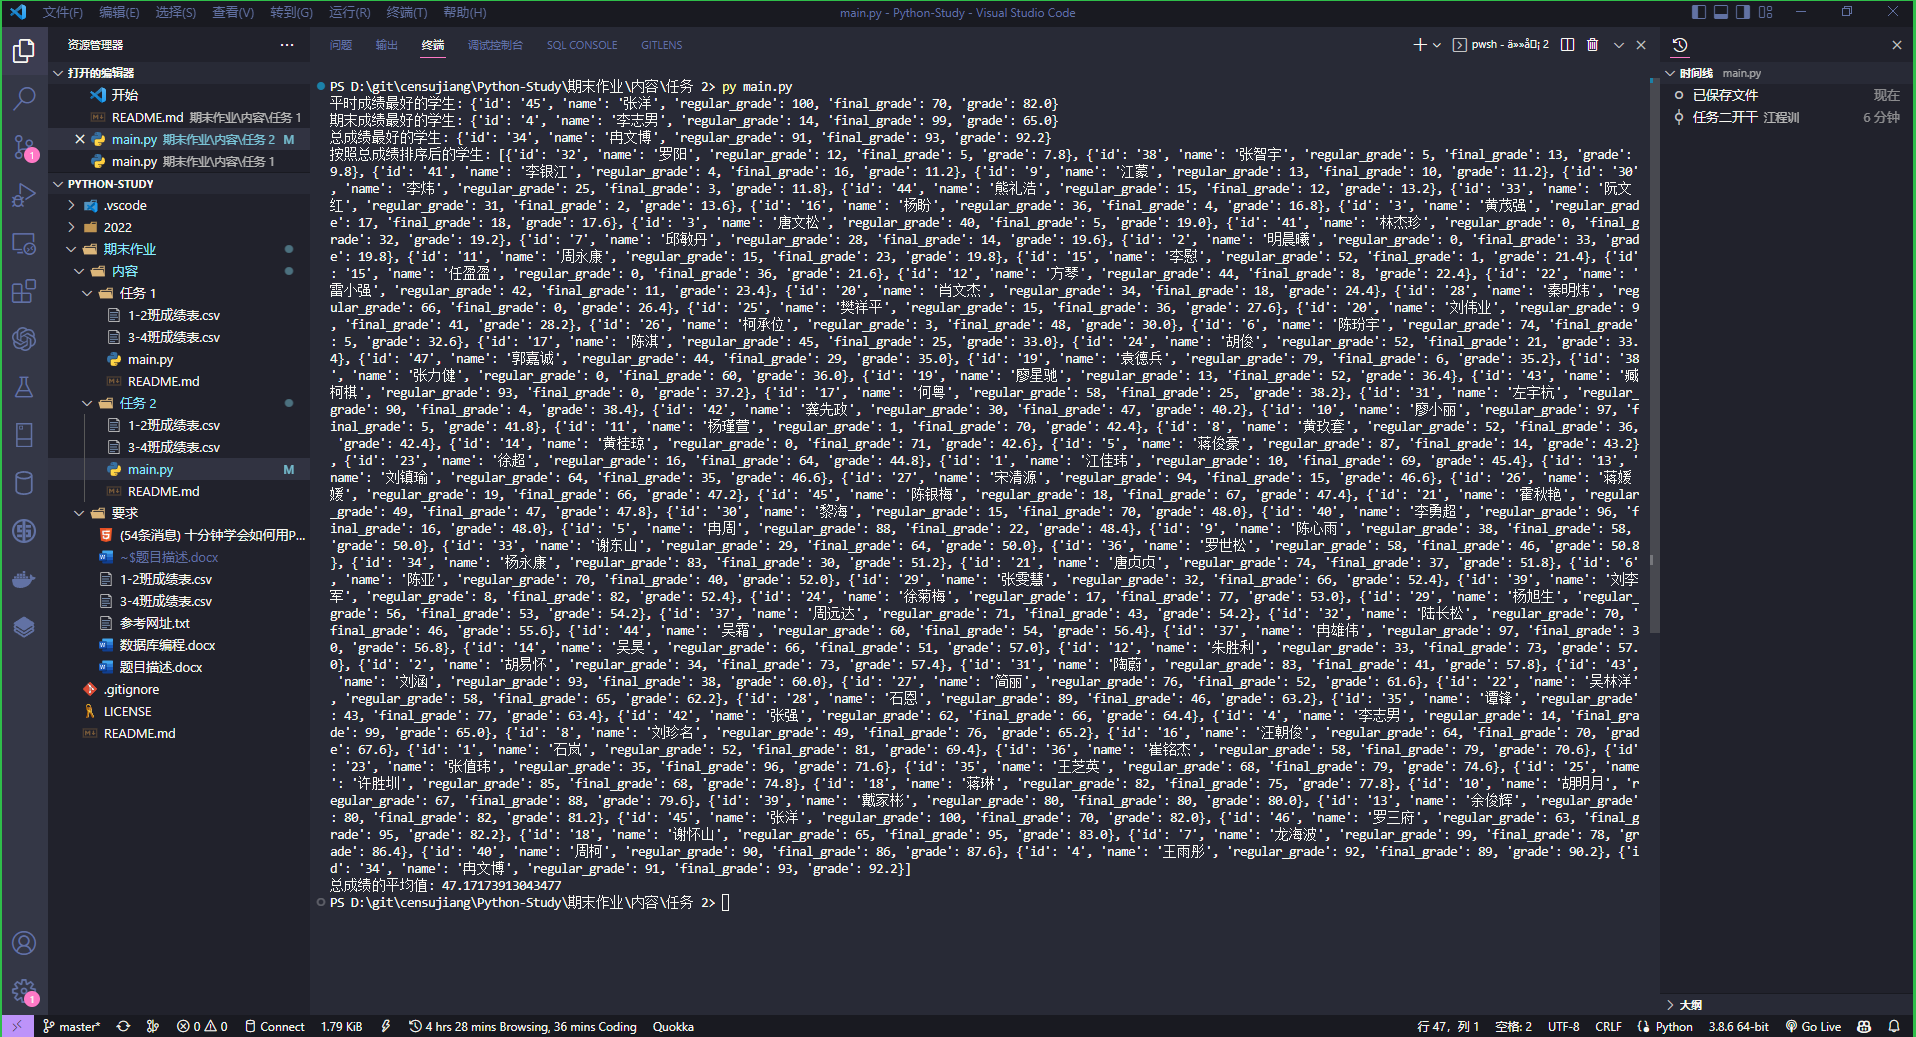 文件(F) 编辑(E) 选择(S) 查看(V) 转到(G) 运行(R) 终端(T) 帮助(H)
main.py - Python-Study - Visual Studio Code
资源管理器
打开的编辑器
开始
README.md 期末作业\内容\任务 1
main.py 期末作业\内容\任务 2 M
main.py 期末作业\内容\任务 1
PYTHON-STUDY
.vscode
2022
期末作业
内容
任务 1
1-2班成绩表.csv
3-4班成绩表.csv
main.py
README.md
任务 2
1-2班成绩表.csv
3-4班成绩表.csv
main.py M
README.md
要求
(54条消息) 十分钟学会如何用P...
~$题目描述.docx
1-2班成绩表.csv
3-4班成绩表.csv
参考网址.txt
数据库编程.docx
题目描述.docx
.gitignore
LICENSE
README.md
问题 输出 终端 调试控制台 SQL CONSOLE GITLENS
pwsh - ä»»å¡ 2
PS D:\git\censujiang\Python-Study\期末作业\内容\任务 2> py main.py
平时成绩最好的学生: {'id': '45', 'name': '张洋', 'regular_grade': 100, 'final_grade': 70, 'grade': 82.0}
期末成绩最好的学生: {'id': '4', 'name': '李志男', 'regular_grade': 14, 'final_grade': 99, 'grade': 65.0}
总成绩最好的学生: {'id': '34', 'name': '冉文博', 'regular_grade': 91, 'final_grade': 93, 'grade': 92.2}
按照总成绩排序后的学生: [{'id': '32', 'name': '罗阳', 'regular_grade': 12, 'final_grade': 5, 'grade': 7.8}, {'id': '38', 'name': '张智宇', 'regular_grade': 5, 'final_grade': 13, 'grade':
9.8}, {'id': '41', 'name': '李银江', 'regular_grade': 4, 'final_grade': 16, 'grade': 11.2}, {'id': '9', 'name': '江蒙', 'regular_grade': 13, 'final_grade': 10, 'grade': 11.2}, {'id': '30'
, 'name': '李炜', 'regular_grade': 25, 'final_grade': 3, 'grade': 11.8}, {'id': '44', 'name': '熊礼浩', 'regular_grade': 15, 'final_grade': 12, 'grade': 13.2}, {'id': '33', 'name': '阮文
红', 'regular_grade': 31, 'final_grade': 2, 'grade': 13.6}, {'id': '16', 'name': '杨盼', 'regular_grade': 36, 'final_grade': 4, 'grade': 16.8}, {'id': '3', 'name': '黄茂强', 'regular_gra
de': 17, 'final_grade': 18, 'grade': 17.6}, {'id': '3', 'name': '唐文松', 'regular_grade': 40, 'final_grade': 5, 'grade': 19.0}, {'id': '41', 'name': '林杰珍', 'regular_grade': 0, 'final_g
rade': 32, 'grade': 19.2}, {'id': '7', 'name': '邱敏丹', 'regular_grade': 28, 'final_grade': 14, 'grade': 19.6}, {'id': '2', 'name': '明晨曦', 'regular_grade': 0, 'final_grade': 33, 'grad
e': 19.8}, {'id': '11', 'name': '周永康', 'regular_grade': 15, 'final_grade': 23, 'grade': 19.8}, {'id': '15', 'name': '李慰', 'regular_grade': 52, 'final_grade': 1, 'grade': 21.4}, {'id':
'15', 'name': '任盈盈', 'regular_grade': 0, 'final_grade': 36, 'grade': 21.6}, {'id': '12', 'name': '方琴', 'regular_grade': 44, 'final_grade': 8, 'grade': 22.4}, {'id': '22', 'name': '
雷小强', 'regular_grade': 42, 'final_grade': 11, 'grade': 23.4}, {'id': '20', 'name': '肖文杰', 'regular_grade': 34, 'final_grade': 18, 'grade': 24.4}, {'id': '28', 'name': '秦明炜', 'reg
ular_grade': 66, 'final_grade': 0, 'grade': 26.4}, {'id': '25', 'name': '樊祥平', 'regular_grade': 15, 'final_grade': 36, 'grade': 27.6}, {'id': '20', 'name': '刘伟业', 'regular_grade': 9
, 'final_grade': 41, 'grade': 28.2}, {'id': '26', 'name': '柯承位', 'regular_grade': 3, 'final_grade': 48, 'grade': 30.0}, {'id': '6', 'name': '陈玢宇', 'regular_grade': 74, 'final_grade'
: 5, 'grade': 32.6}, {'id': '17', 'name': '陈淇', 'regular_grade': 45, 'final_grade': 25, 'grade': 33.0}, {'id': '24', 'name': '胡俊', 'regular_grade': 52, 'final_grade': 21, 'grade': 33.
4}, {'id': '47', 'name': '郭嘉诚', 'regular_grade': 44, 'final_grade': 29, 'grade': 35.0}, {'id': '19', 'name': '袁德兵', 'regular_grade': 79, 'final_grade': 6, 'grade': 35.2}, {'id': '38
', 'name': '张力健', 'regular_grade': 0, 'final_grade': 60, 'grade': 36.0}, {'id': '19', 'name': '廖星驰', 'regular_grade': 13, 'final_grade': 52, 'grade': 36.4}, {'id': '43', 'name': '臧
柯祺', 'regular_grade': 93, 'final_grade': 0, 'grade': 37.2}, {'id': '17', 'name': '何粤', 'regular_grade': 58, 'final_grade': 25, 'grade': 38.2}, {'id': '31', 'name': '左宇杭', 'regular_
grade': 90, 'final_grade': 4, 'grade': 38.4}, {'id': '42', 'name': '龚先政', 'regular_grade': 30, 'final_grade': 47, 'grade': 40.2}, {'id': '10', 'name': '廖小丽', 'regular_grade': 97, 'f
inal_grade': 5, 'grade': 41.8}, {'id': '11', 'name': '杨瑾萱', 'regular_grade': 1, 'final_grade': 70, 'grade': 42.4}, {'id': '8', 'name': '黄玖套', 'regular_grade': 52, 'final_grade': 36,
'grade': 42.4}, {'id': '14', 'name': '黄桂琼', 'regular_grade': 0, 'final_grade': 71, 'grade': 42.6}, {'id': '5', 'name': '蒋俊豪', 'regular_grade': 87, 'final_grade': 14, 'grade': 43.2}
, {'id': '23', 'name': '徐超', 'regular_grade': 16, 'final_grade': 64, 'grade': 44.8}, {'id': '1', 'name': '江佳玮', 'regular_grade': 10, 'final_grade': 69, 'grade': 45.4}, {'id': '13', '
name': '刘镇瑜', 'regular_grade': 64, 'final_grade': 35, 'grade': 46.6}, {'id': '27', 'name': '宋清源', 'regular_grade': 94, 'final_grade': 15, 'grade': 46.6}, {'id': '26', 'name': '蒋媛
媛', 'regular_grade': 19, 'final_grade': 66, 'grade': 47.2}, {'id': '45', 'name': '陈银梅', 'regular_grade': 18, 'final_grade': 67, 'grade': 47.4}, {'id': '21', 'name': '霍秋艳', 'regular
_grade': 49, 'final_grade': 47, 'grade': 47.8}, {'id': '30', 'name': '黎海', 'regular_grade': 15, 'final_grade': 70, 'grade': 48.0}, {'id': '40', 'name': '李勇超', 'regular_grade': 96, 'f
inal_grade': 16, 'grade': 48.0}, {'id': '5', 'name': '冉周', 'regular_grade': 88, 'final_grade': 22, 'grade': 48.4}, {'id': '9', 'name': '陈心雨', 'regular_grade': 38, 'final_grade': 58,
'grade': 50.0}, {'id': '33', 'name': '谢东山', 'regular_grade': 29, 'final_grade': 64, 'grade': 50.0}, {'id': '36', 'name': '罗世松', 'regular_grade': 58, 'final_grade': 46, 'grade': 50.8
}, {'id': '34', 'name': '杨永康', 'regular_grade': 83, 'final_grade': 30, 'grade': 51.2}, {'id': '21', 'name': '唐贞贞', 'regular_grade': 74, 'final_grade': 37, 'grade': 51.8}, {'id': '6'
, 'name': '陈亚', 'regular_grade': 70, 'final_grade': 40, 'grade': 52.0}, {'id': '29', 'name': '张雯慧', 'regular_grade': 32, 'final_grade': 66, 'grade': 52.4}, {'id': '39', 'name': '刘李
军', 'regular_grade': 8, 'final_grade': 82, 'grade': 52.4}, {'id': '24', 'name': '徐菊梅', 'regular_grade': 17, 'final_grade': 77, 'grade': 53.0}, {'id': '29', 'name': '杨旭生', 'regular_
grade': 56, 'final_grade': 53, 'grade': 54.2}, {'id': '37', 'name': '周远达', 'regular_grade': 71, 'final_grade': 43, 'grade': 54.2}, {'id': '32', 'name': '陆长松', 'regular_grade': 70, '
final_grade': 46, 'grade': 55.6}, {'id': '44', 'name': '吴霜', 'regular_grade': 60, 'final_grade': 54, 'grade': 56.4}, {'id': '37', 'name': '冉雄伟', 'regular_grade': 97, 'final_grade': 3
0, 'grade': 56.8}, {'id': '14', 'name': '吴昊', 'regular_grade': 66, 'final_grade': 51, 'grade': 57.0}, {'id': '12', 'name': '朱胜利', 'regular_grade': 33, 'final_grade': 73, 'grade': 57.
0}, {'id': '2', 'name': '胡易怀', 'regular_grade': 34, 'final_grade': 73, 'grade': 57.4}, {'id': '31', 'name': '陶蔚', 'regular_grade': 83, 'final_grade': 41, 'grade': 57.8}, {'id': '43',
'name': '刘涵', 'regular_grade': 93, 'final_grade': 38, 'grade': 60.0}, {'id': '27', 'name': '简丽', 'regular_grade': 76, 'final_grade': 52, 'grade': 61.6}, {'id': '22', 'name': '吴林洋'
, 'regular_grade': 58, 'final_grade': 65, 'grade': 62.2}, {'id': '28', 'name': '石恩', 'regular_grade': 89, 'final_grade': 46, 'grade': 63.2}, {'id': '35', 'name': '谭锋', 'regular_grade'
: 43, 'final_grade': 77, 'grade': 63.4}, {'id': '42', 'name': '张强', 'regular_grade': 62, 'final_grade': 66, 'grade': 64.4}, {'id': '4', 'name': '李志男', 'regular_grade': 14, 'final_gra
de': 99, 'grade': 65.0}, {'id': '8', 'name': '刘珍名', 'regular_grade': 49, 'final_grade': 76, 'grade': 65.2}, {'id': '16', 'name': '汪朝俊', 'regular_grade': 64, 'final_grade': 70, 'grad
e': 67.6}, {'id': '1', 'name': '石岚', 'regular_grade': 52, 'final_grade': 81, 'grade': 69.4}, {'id': '36', 'name': '崔铭杰', 'regular_grade': 58, 'final_grade': 79, 'grade': 70.6}, {'id':
'23', 'name': '张值玮', 'regular_grade': 35, 'final_grade': 96, 'grade': 71.6}, {'id': '35', 'name': '王芝英', 'regular_grade': 68, 'final_grade': 79, 'grade': 74.6}, {'id': '25', 'name
': '许胜圳', 'regular_grade': 85, 'final_grade': 68, 'grade': 74.8}, {'id': '18', 'name': '蒋琳', 'regular_grade': 82, 'final_grade': 75, 'grade': 77.8}, {'id': '10', 'name': '胡明月', 'r
egular_grade': 67, 'final_grade': 88, 'grade': 79.6}, {'id': '39', 'name': '戴家彬', 'regular_grade': 80, 'final_grade': 80, 'grade': 80.0}, {'id': '13', 'name': '余俊辉', 'regular_grade'
: 80, 'final_grade': 82, 'grade': 81.2}, {'id': '45', 'name': '张洋', 'regular_grade': 100, 'final_grade': 70, 'grade': 82.0}, {'id': '46', 'name': '罗三府', 'regular_grade': 63, 'final_g
rade': 95, 'grade': 82.2}, {'id': '18', 'name': '谢怀山', 'regular_grade': 65, 'final_grade': 95, 'grade': 83.0}, {'id': '7', 'name': '龙海波', 'regular_grade': 99, 'final_grade': 78, 'gr
ade': 86.4}, {'id': '40', 'name': '周柯', 'regular_grade': 90, 'final_grade': 86, 'grade': 87.6}, {'id': '4', 'name': '王雨彤', 'regular_grade': 92, 'final_grade': 89, 'grade': 90.2}, {'i
d': '34', 'name': '冉文博', 'regular_grade': 91, 'final_grade': 93, 'grade': 92.2}]
总成绩的平均值: 47.17173913043477
PS D:\git\censujiang\Python-Study\期末作业\内容\任务 2>
时间线 main.py
已保存文件 现在
任务二开干 江程训 6 分钟
大纲
1
1
master* 0 0 Connect 1.79 KiB 4 hrs 28 mins Browsing, 36 mins Coding Quokka
行 47，列 1 空格: 2 UTF-8 CRLF Python 3.8.6 64-bit Go Live